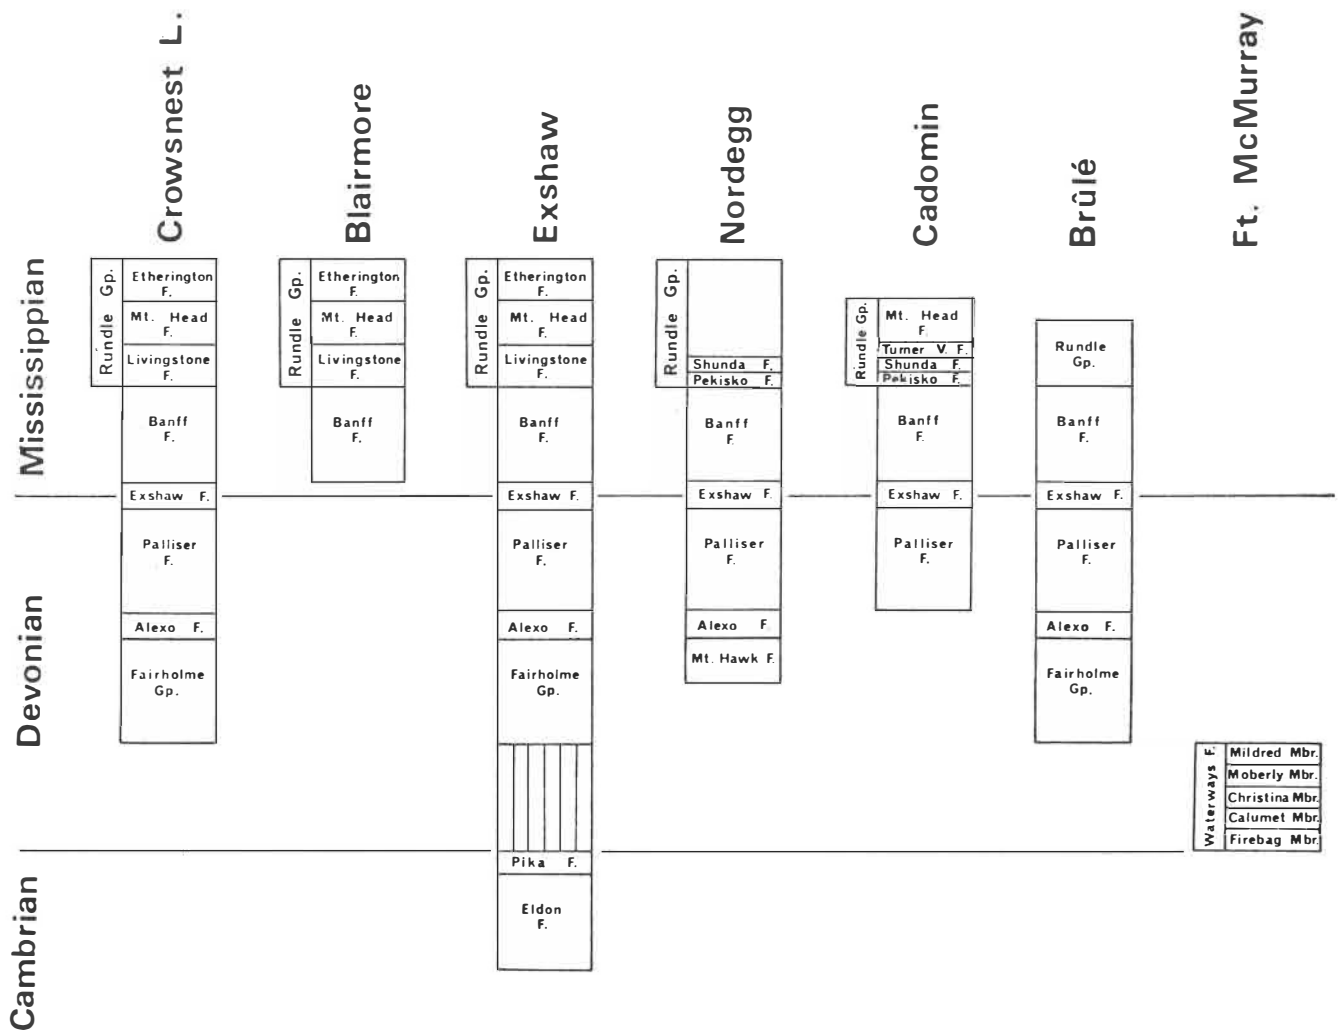 Crowsnest L.
Blairmore
Exshaw
Nordegg
Cadomin
Brûlé
Ft. McMurray
Mississippian
Devonian
Cambrian
Rundle Gp.
Etherington
F.
Mt. Head
F.
Livingstone
F.
Banff
F.
Exshaw F.
Palliser
F.
Alexo F.
Fairholme
Gp.
Rundle Gp.
Etherington
F.
Mt. Head
F.
Livingstone
F.
Banff
F.
Rundle Gp.
Etherington
F.
Mt. Head
F.
Livingstone
F.
Banff
F.
Exshaw F.
Palliser
F.
Alexo F.
Fairholme
Gp.
Pika F.
Eldon
F.
Rundle Gp.
Shunda F.
Pekisko F.
Banff
F.
Exshaw F.
Palliser
F.
Alexo F.
Mt. Hawk F.
Rundle Gp.
Mt. Head
F.
Turner V. F.
Shunda F.
Pekisko F.
Banff
F.
Exshaw F.
Palliser
F.
Rundle
Gp.
Banff
F.
Exshaw F.
Palliser
F.
Alexo F.
Fairholme
Gp.
Waterways F.
Mildred Mbr.
Moberly Mbr.
Christina Mbr.
Calumet Mbr.
Firebag Mbr.